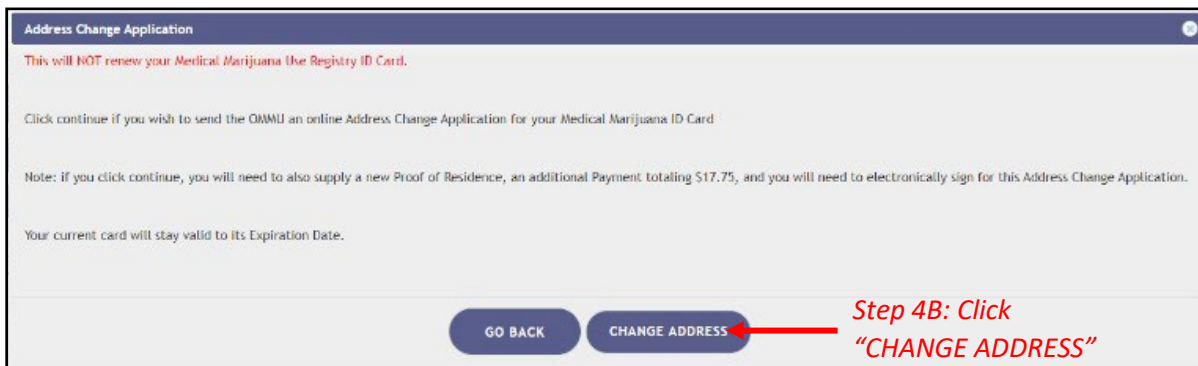 Address Change Application
This will NOT renew your Medical Marijuana Use Registry ID Card.
Click continue if you wish to send the OMMU an online Address Change Application for your Medical Marijuana ID Card
Note: if you click continue, you will need to also supply a new Proof of Residence, an additional Payment totaling $17.75, and you will need to electronically sign for this Address Change Application.
Your current card will stay valid to its Expiration Date.
GO BACK
CHANGE ADDRESS
Step 4B: Click
“CHANGE ADDRESS”